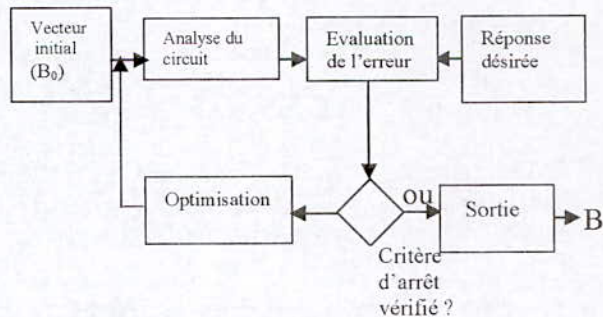 Vecteur
initial
(B₀)
Analyse du
circuit
Evaluation
de l'erreur
Réponse
désirée
Optimisation
ou
Sortie
B
Critère
d'arrêt
vérifié ?